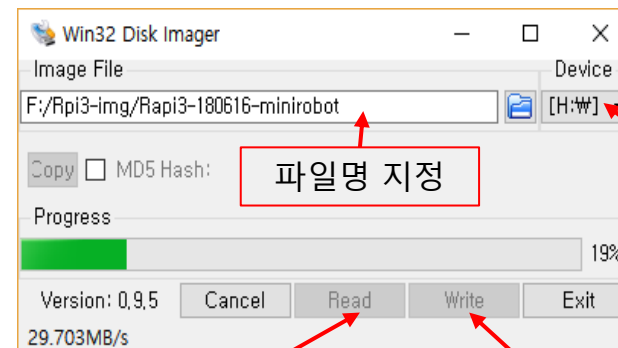 Win32 Disk Imager
Image File
Device
F:/Rpi3-img/Rapi3-180616-minirobot
[H:₩]
Copy
MD5 Hash:
파일명 지정
Progress
19%
Version: 0,9,5
Cancel
Read
Write
Exit
29.703MB/s